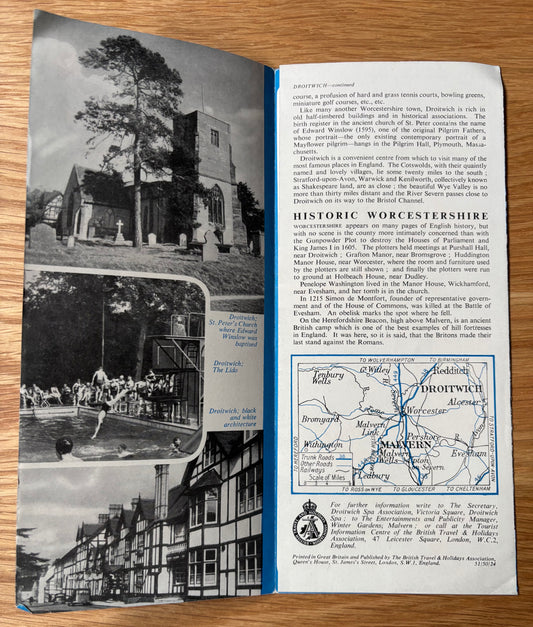 Droitwich:
St. Peter's Church
where Edward
Winslow was
baptised
Droitwich:
The Lido
Droitwich: black
and white
architecture
DROITWICH—continued
course, a profusion of hard and grass tennis courts, bowling greens,
miniature golf courses, etc., etc.
Like many another Worcestershire town, Droitwich is rich in
old half-timbered buildings and in historical associations. The
birth register in the ancient church of St. Peter contains the name
of Edward Winslow (1595), one of the original Pilgrim Fathers,
whose portrait—the only existing contemporary portrait of a
Mayflower pilgrim—hangs in the Pilgrim Hall, Plymouth, Massa-
chusetts.
Droitwich is a convenient centre from which to visit many of the
most famous places in England. The Cotswolds, with their quaintly
named and lovely villages, lie some twenty miles to the south;
Stratford-upon-Avon, Warwick and Kenilworth, collectively known
as Shakespeare land, are as close; the beautiful Wye Valley is no
more than thirty miles distant and the River Severn passes close to
Droitwich on its way to the Bristol Channel.
HISTORIC WORCESTERSHIRE
WORCESTERSHIRE appears on many pages of English history, but
with no scene is the county more intimately concerned than with
the Gunpowder Plot to destroy the Houses of Parliament and
King James I in 1605. The plotters held meetings at Purshall Hall,
near Droitwich; Grafton Manor, near Bromsgrove; Huddington
Manor House, near Worcester, where the room and furniture used
by the plotters are still shown; and finally the plotters were run
to ground at Holbeach House, near Dudley.
Penelope Washington lived in the Manor House, Wickhamford,
near Evesham, and her tomb is in the church.
In 1215 Simon de Montfort, founder of representative govern-
ment and of the House of Commons, was killed at the Battle of
Evesham. An obelisk marks the spot where he fell.
On the Herefordshire Beacon, high above Malvern, is an ancient
British camp which is one of the best examples of hill fortresses
in England. It was here, so it is said, that the Britons made their
last stand against the Romans.
TO WOLVERHAMPTON TO BIRMINGHAM
Tenbury
Wells
Gt Witley
Redditch
DROITWICH
Alcester
Worcester
Bromyard
Malvern
Link
Withington
MALVERN
Pershore
Malvern
Wells
Upton
Severn
Evesham
Ledbury
Trunk Roads
Other Roads
Railways
Scale of Miles
TO HEREFORD
TO STRATFORD-UPON-AVON
TO ROSS ON WYE TO GLOUCESTER TO CHELTENHAM
For further information write to The Secretary,
Droitwich Spa Association, Victoria Square, Droitwich
Spa; to The Entertainments and Publicity Manager,
Winter Gardens, Malvern; or call at the Tourist
Information Centre of the British Travel & Holidays
Association, 47 Leicester Square, London, W.C.2,
England.
Printed in Great Britain and Published by The British Travel & Holidays Association,
Queen's House, St. James's Street, London, S.W.1, England. 51/50/24